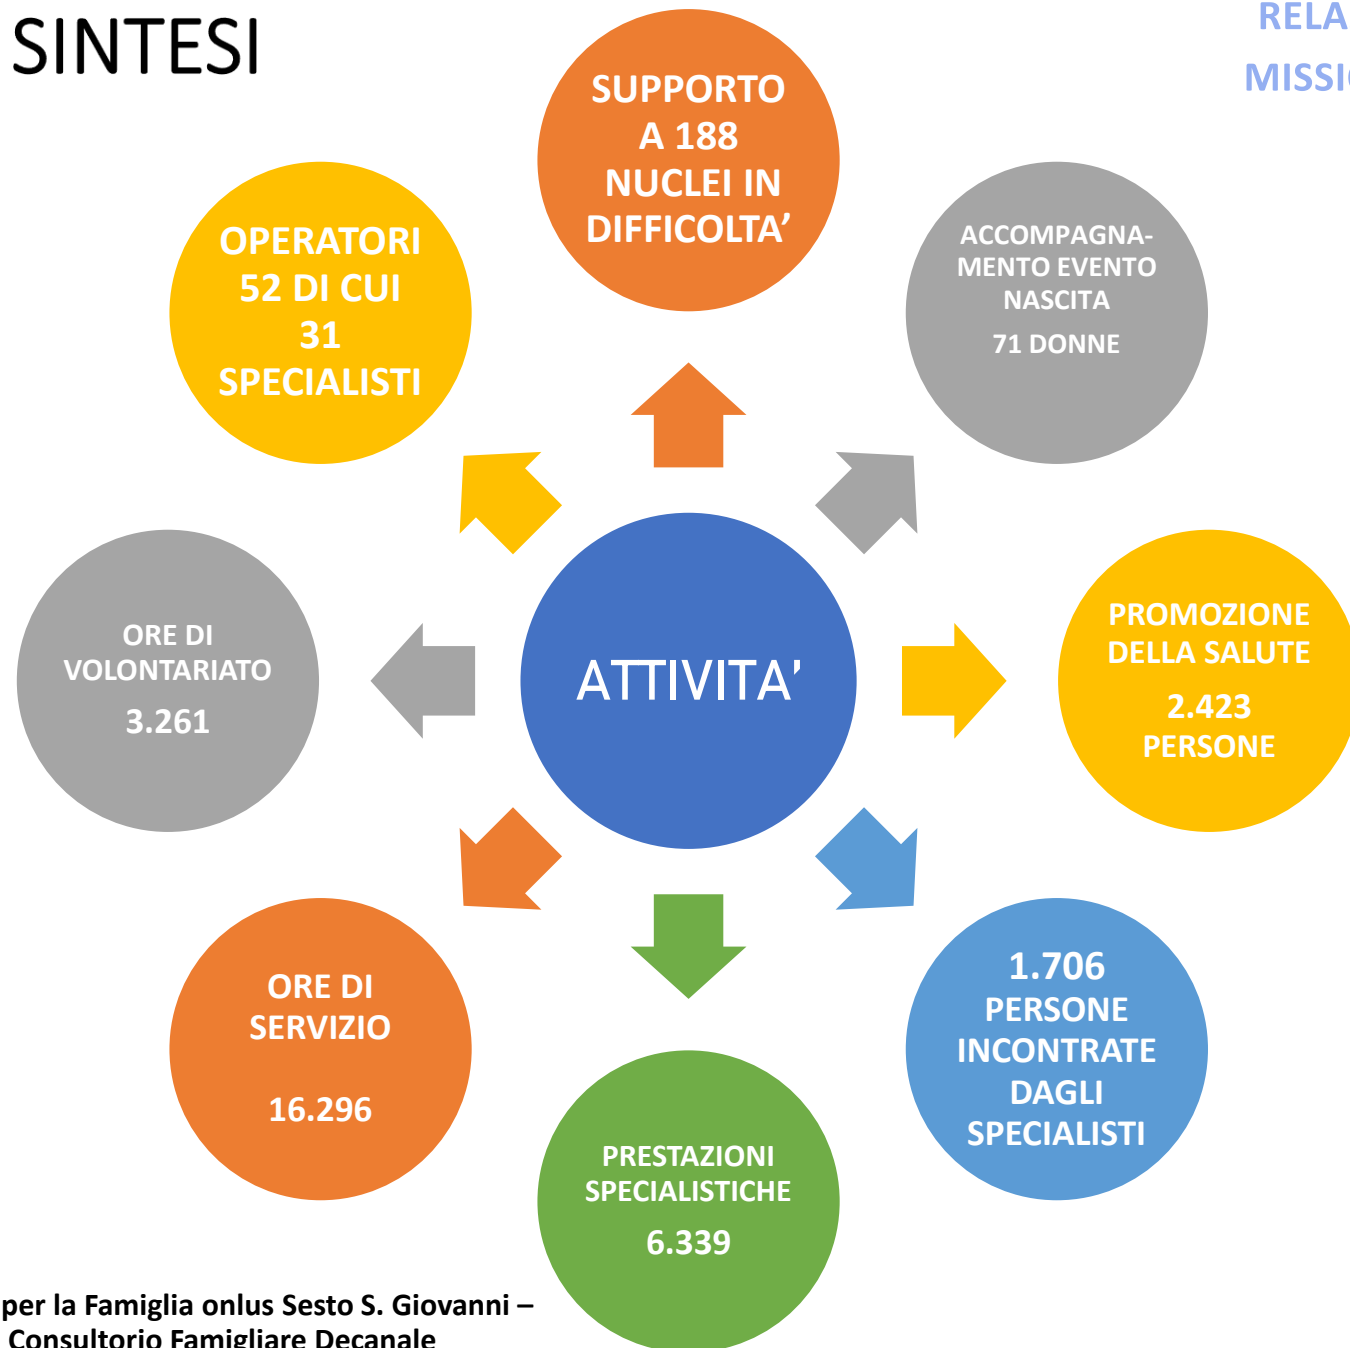 SINTESI
RELA
MISSIO
SUPPORTO
A 188
NUCLEI IN
DIFFICOLTA’
ACCOMPAGNA-
MENTO EVENTO
NASCITA
71 DONNE
PROMOZIONE
DELLA SALUTE
2.423
PERSONE
1.706
PERSONE
INCONTRATE
DAGLI
SPECIALISTI
PRESTAZIONI
SPECIALISTICHE
6.339
ORE DI
SERVIZIO
16.296
ORE DI
VOLONTARIATO
3.261
OPERATORI
52 DI CUI
31
SPECIALISTI
ATTIVITA’
per la Famiglia onlus Sesto S. Giovanni –
Consultorio Famigliare Decanale